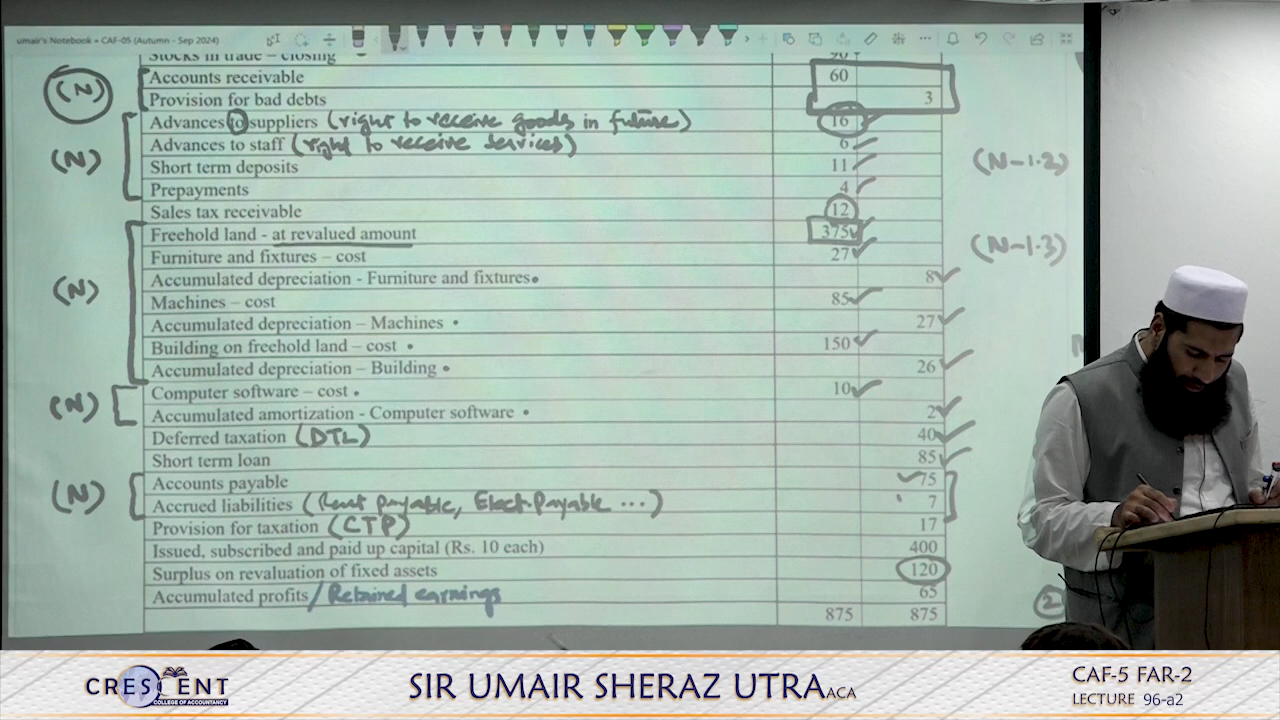 umair's Notebook » CAF-05 (Autumn - Sep 2024)
Stocks in trade – closing 90
(N) Accounts receivable 60
Provision for bad debts 3
Advances to suppliers (right to receive goods in future) 16
Advances to staff (right to receive services) 6
(N) Short term deposits 11 (N-1.2)
Prepayments 4
Sales tax receivable 12
Freehold land - at revalued amount 375 (N-1.3)
Furniture and fixtures – cost 27
Accumulated depreciation - Furniture and fixtures 8
(N) Machines – cost 85
Accumulated depreciation – Machines 27
Building on freehold land – cost 150
Accumulated depreciation – Building 26
(N) Computer software – cost 10
Accumulated amortization - Computer software 2
Deferred taxation (DTL) 40
Short term loan 85
(N) Accounts payable 75
Accrued liabilities (Rent payable, Elect. Payable ...) 7
Provision for taxation (CTP) 17
Issued, subscribed and paid up capital (Rs. 10 each) 400
Surplus on revaluation of fixed assets 120
Accumulated profits / Retained earnings 65
2
875 875
CRESCENT
COLLEGE OF ACCOUNTANCY
SIR UMAIR SHERAZ UTRA ACA
CAF-5 FAR-2
LECTURE 96-a2